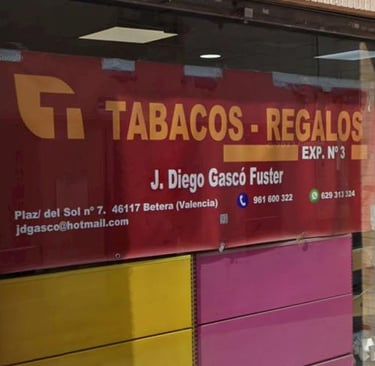 T TABACOS - REGALOS
EXP. Nº 3
J. Diego Gascó Fuster
Plaz/ del Sol nº 7. 46117 Betera (Valencia) 961 600 322 629 313 324
jdgasco@hotmail.com